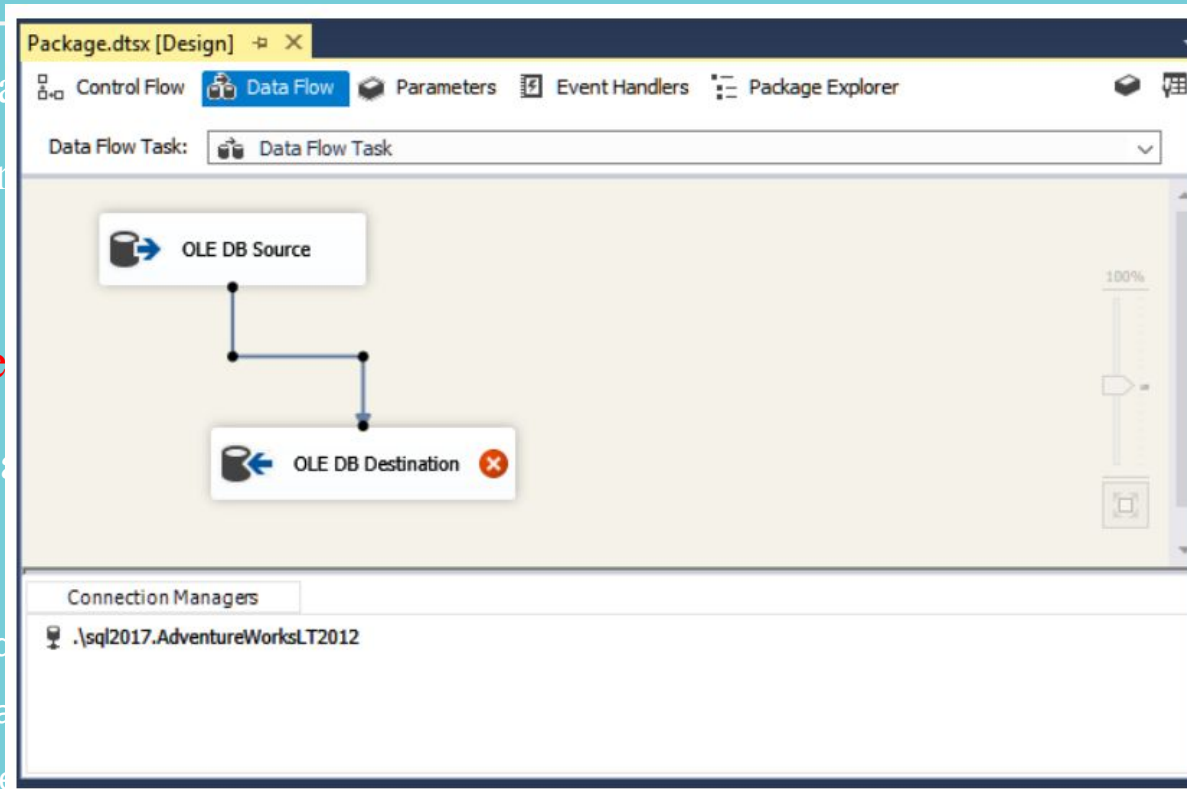 Package.dtsx [Design]
Control Flow Data Flow Parameters Event Handlers Package Explorer
Data Flow Task: Data Flow Task
OLE DB Source
100%
OLE DB Destination
Connection Managers
.\sql2017.AdventureWorksLT2012